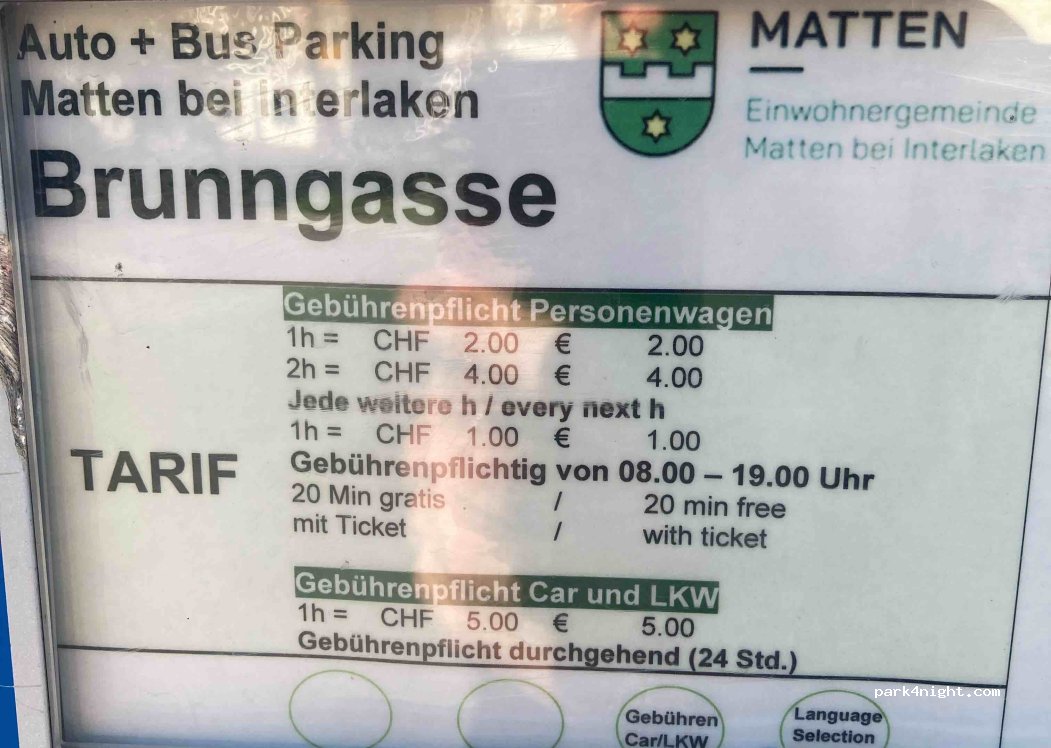 Auto + Bus Parking
Matten bei Interlaken
Brunngasse
MATTEN
Einwohnergemeinde
Matten bei Interlaken
TARIF
Gebührenpflicht Personenwagen
1h = CHF 2.00 € 2.00
2h = CHF 4.00 € 4.00
Jede weitere h / every next h
1h = CHF 1.00 € 1.00
Gebührenpflichtig von 08.00 – 19.00 Uhr
20 Min gratis / 20 min free
mit Ticket / with ticket
Gebührenpflicht Car und LKW
1h = CHF 5.00 € 5.00
Gebührenpflicht durchgehend (24 Std.)
park4night.com
Gebühren
Car/LKW
Language
Selection